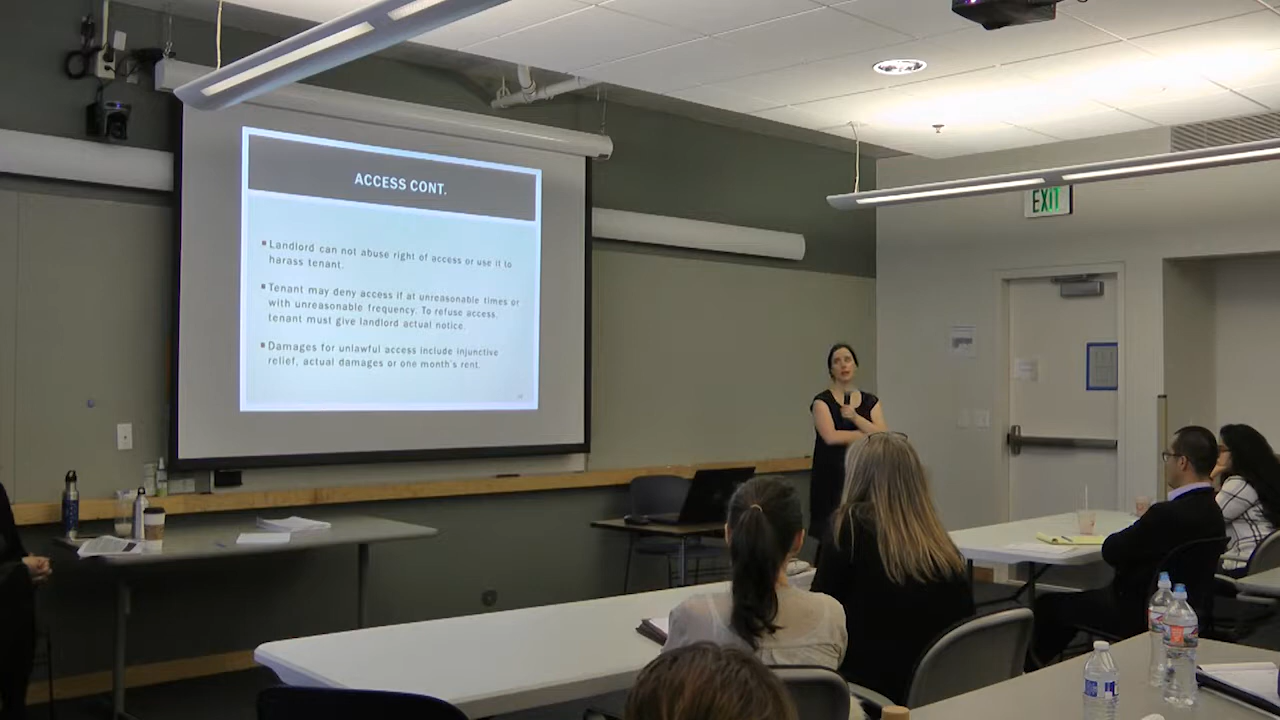 ACCESS CONT.
EXIT
Landlord can not abuse right of access or use it to
harass tenant.
Tenant may deny access if at unreasonable times or
with unreasonable frequency. To refuse access,
tenant must give landlord actual notice.
Damages for unlawful access include injunctive
relief, actual damages or one month's rent.